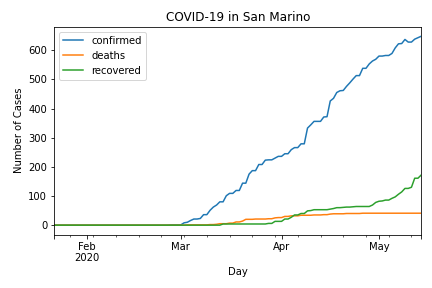 COVID-19 in San Marino
confirmed
deaths
recovered
Number of Cases
600
500
400
300
200
100
0
Feb Mar Apr May
2020
Day